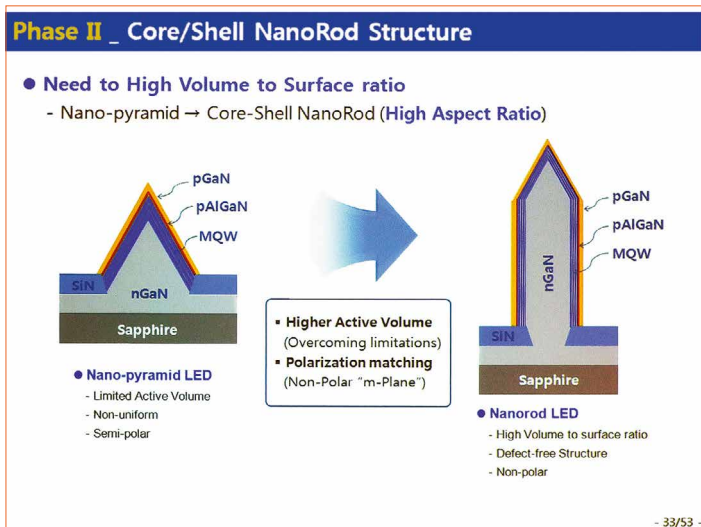 Phase II _ Core/Shell NanoRod Structure
● Need to High Volume to Surface ratio
- Nano-pyramid → Core-Shell NanoRod (High Aspect Ratio)
pGaN
pAlGaN
MQW
SiN
nGaN
Sapphire
● Nano-pyramid LED
- Limited Active Volume
- Non-uniform
- Semi-polar
▪ Higher Active Volume
(Overcoming limitations)
▪ Polarization matching
(Non-Polar "m-Plane")
pGaN
pAlGaN
MQW
nGaN
SiN
Sapphire
● Nanorod LED
- High Volume to surface ratio
- Defect-free Structure
- Non-polar
- 33/53 -